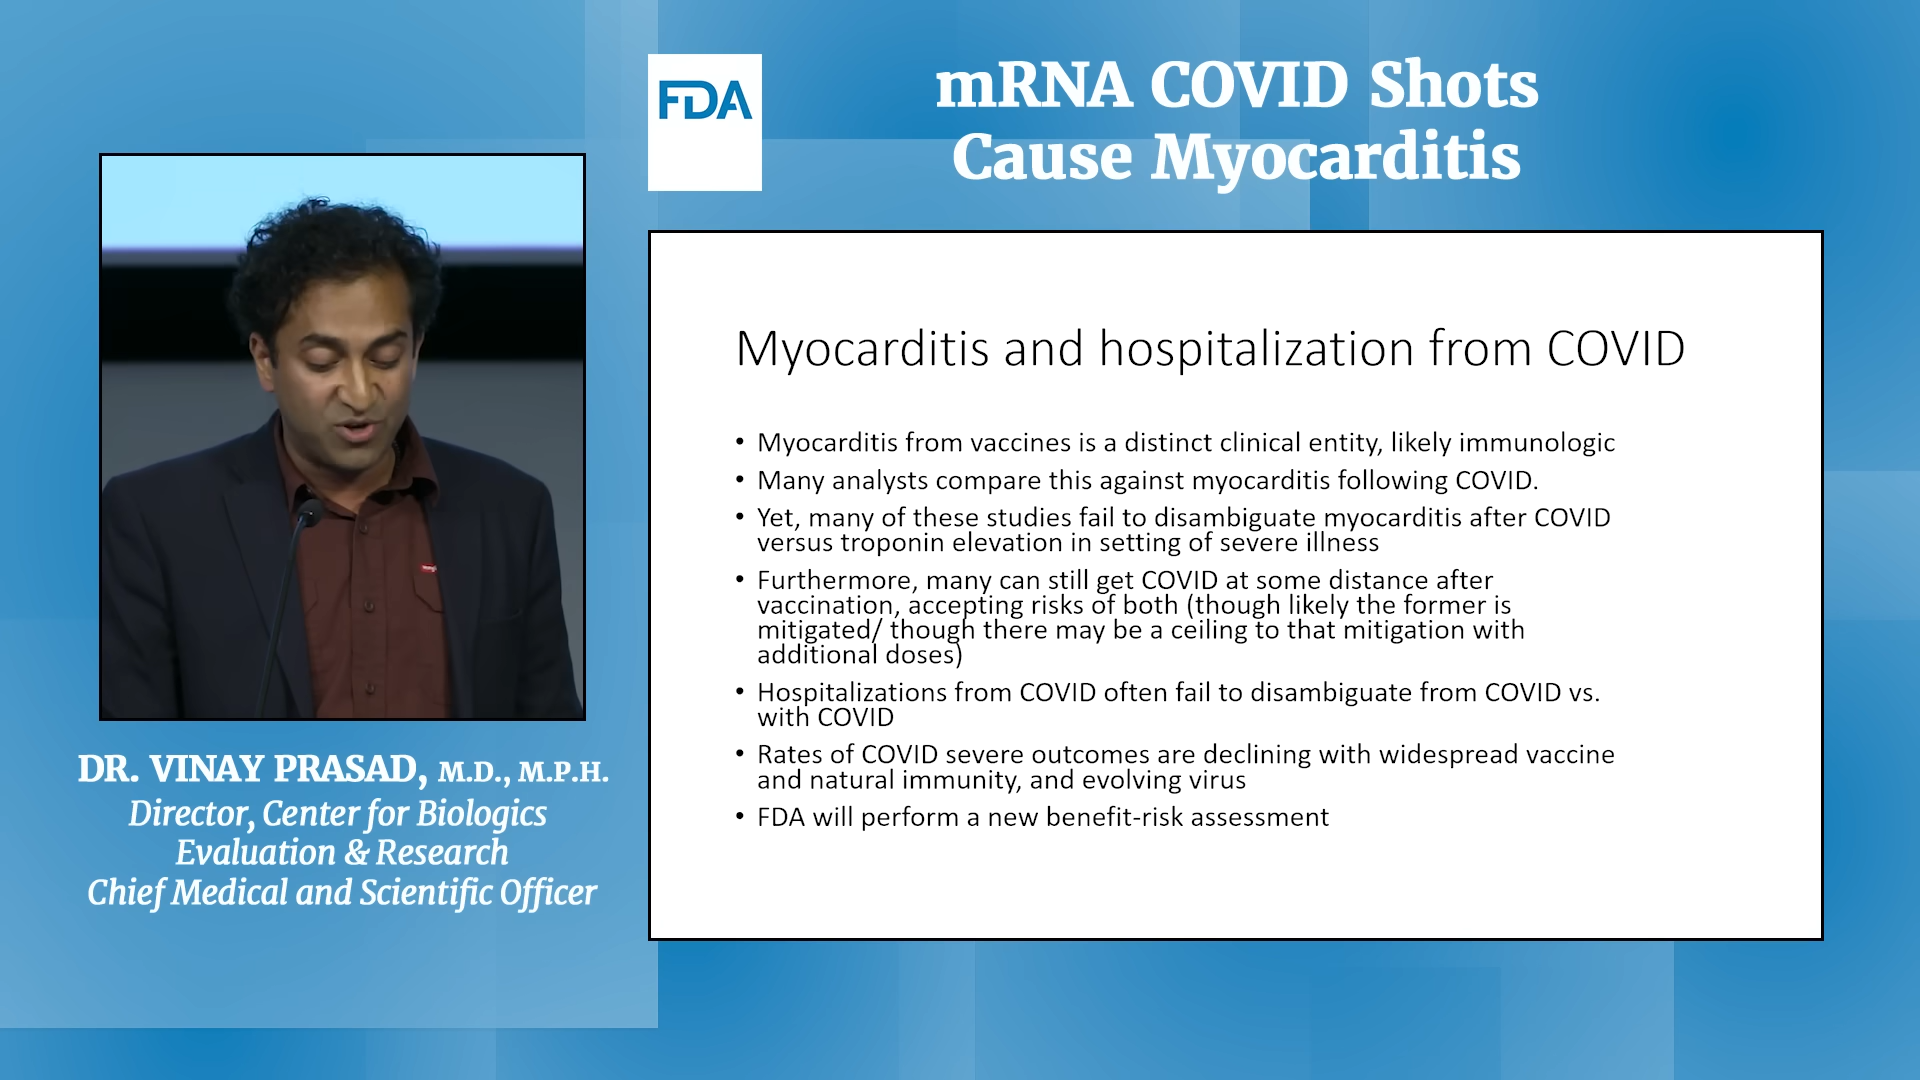 FDA
mRNA COVID Shots
Cause Myocarditis
DR. VINAY PRASAD, M.D., M.P.H.
Director, Center for Biologics
Evaluation & Research
Chief Medical and Scientific Officer
Myocarditis and hospitalization from COVID
• Myocarditis from vaccines is a distinct clinical entity, likely immunologic
• Many analysts compare this against myocarditis following COVID.
• Yet, many of these studies fail to disambiguate myocarditis after COVID
versus troponin elevation in setting of severe illness
• Furthermore, many can still get COVID at some distance after
vaccination, accepting risks of both (though likely the former is
mitigated/ though there may be a ceiling to that mitigation with
additional doses)
• Hospitalizations from COVID often fail to disambiguate from COVID vs.
with COVID
• Rates of COVID severe outcomes are declining with widespread vaccine
and natural immunity, and evolving virus
• FDA will perform a new benefit-risk assessment